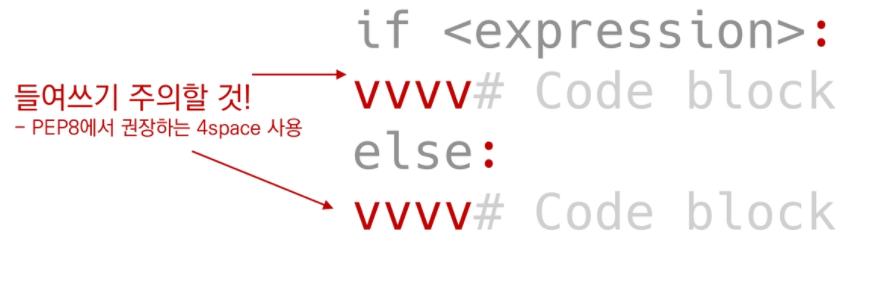 if <expression>:
들여쓰기 주의할 것!
- PEP8에서 권장하는 4space 사용
vvvv# Code block
else:
vvvv# Code block